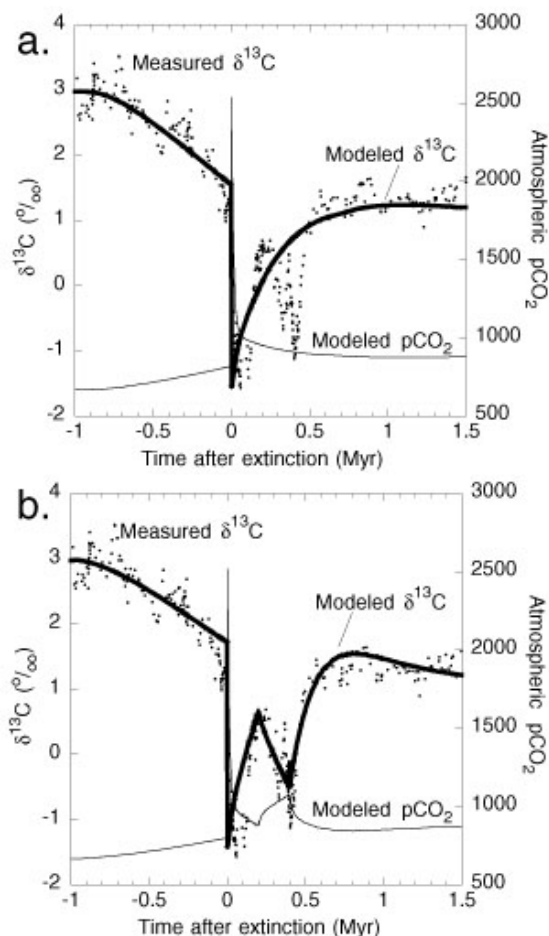 a.
4
3
2
1
0
-1
-2
δ13C (o/oo)
3000
2500
2000
1500
1000
500
Atmospheric pCO2
Measured δ13C
Modeled δ13C
Modeled pCO2
-1 -0.5 0 0.5 1 1.5
Time after extinction (Myr)
b.
4
3
2
1
0
-1
-2
δ13C (o/oo)
3000
2500
2000
1500
1000
500
Atmospheric pCO2
Measured δ13C
Modeled δ13C
Modeled pCO2
-1 -0.5 0 0.5 1 1.5
Time after extinction (Myr)